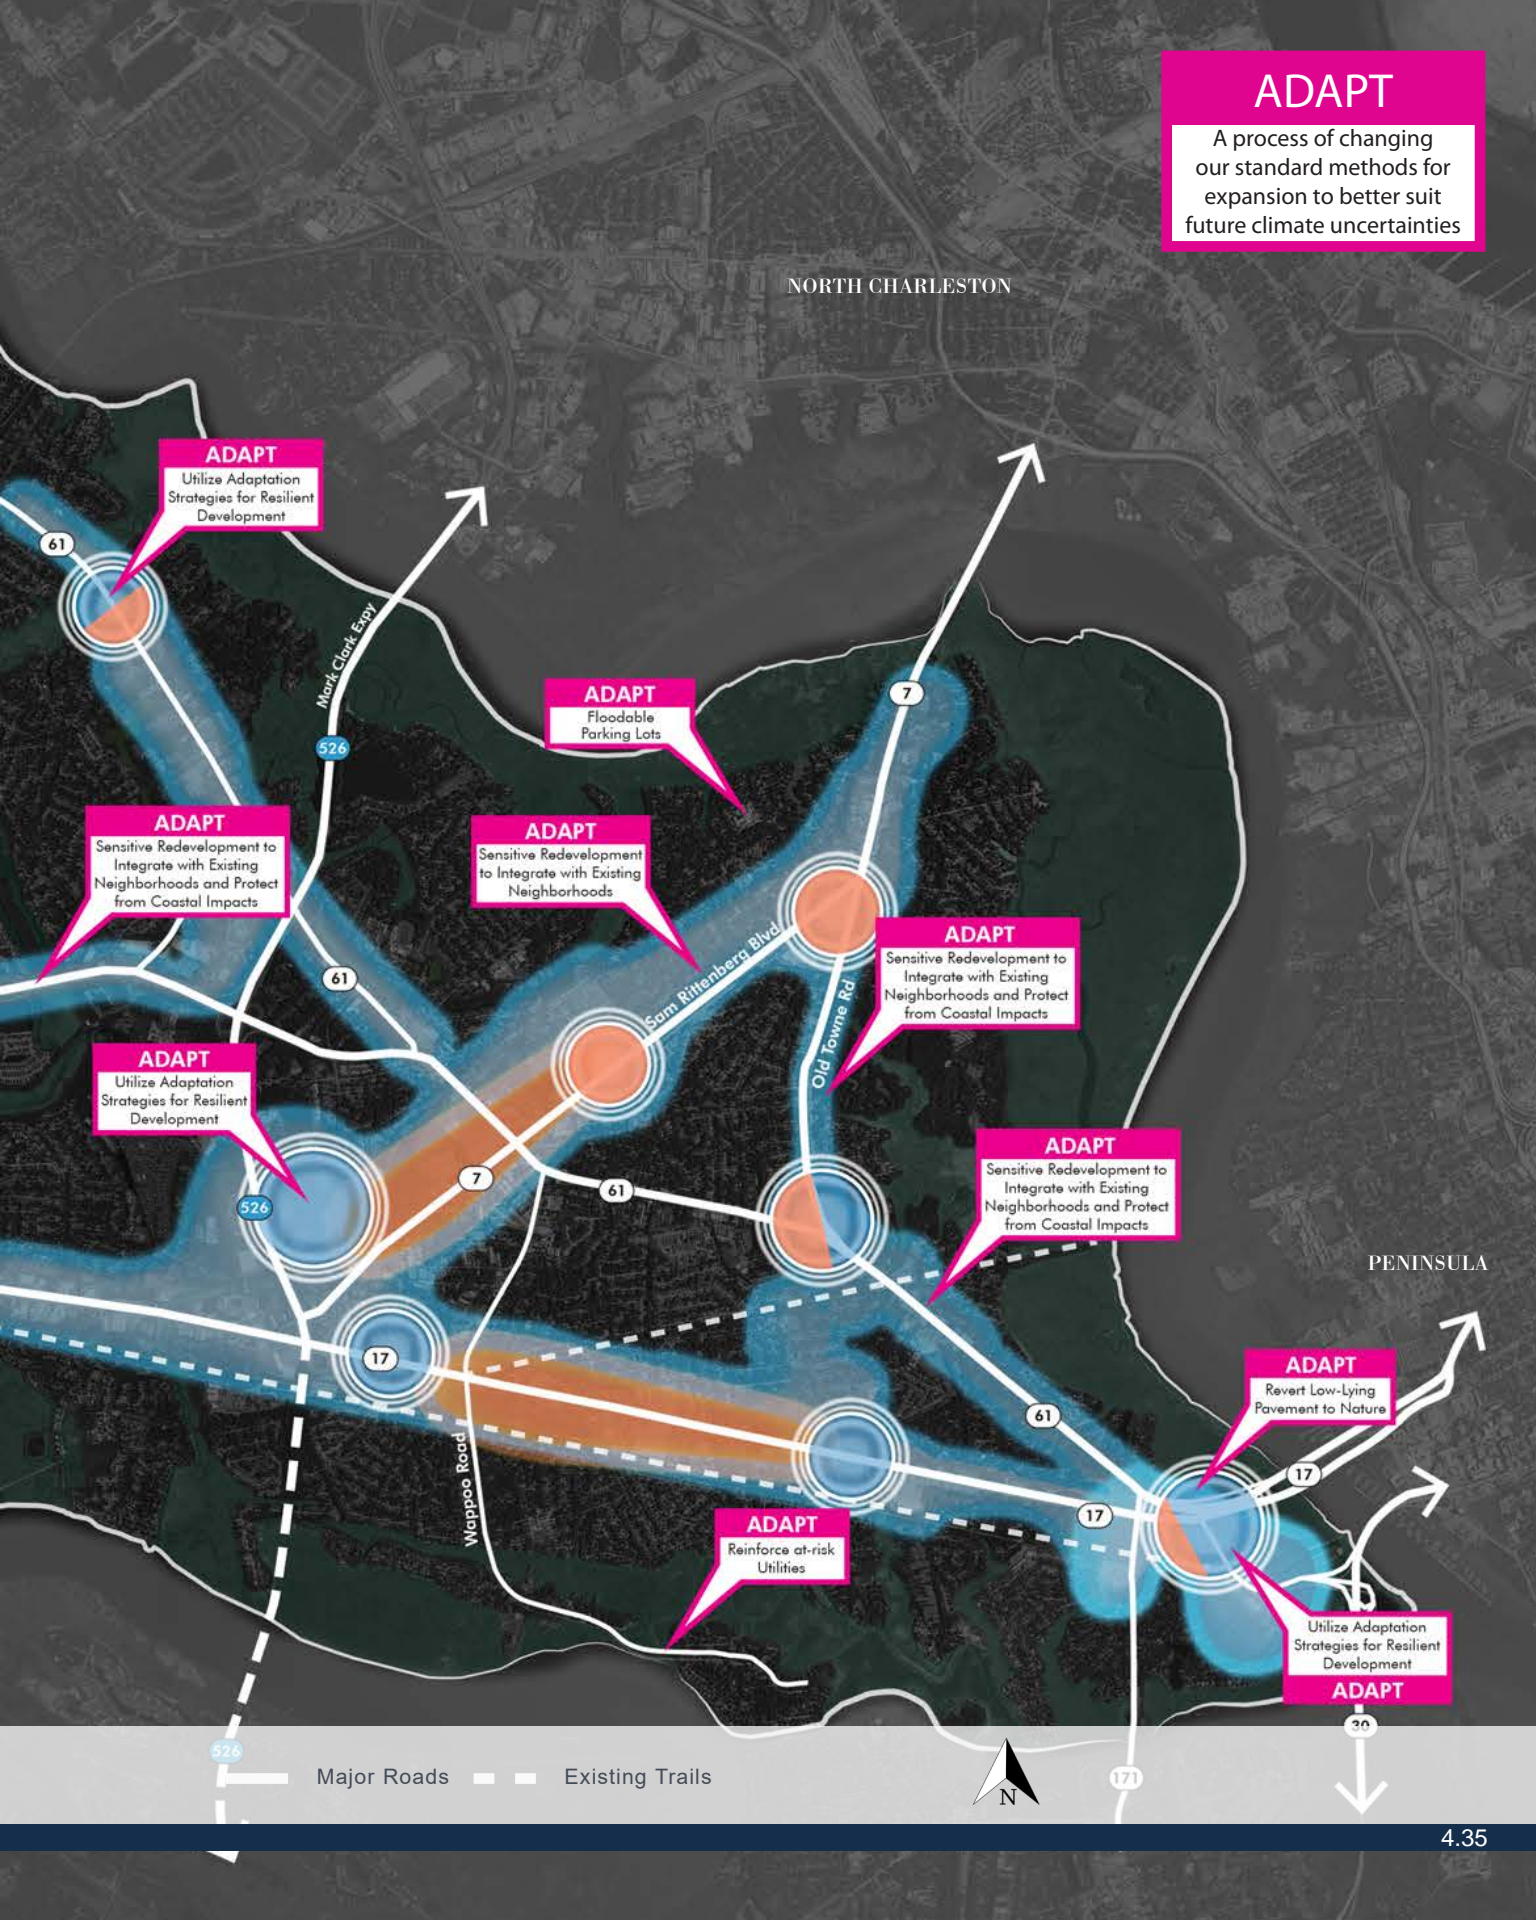 ADAPT
A process of changing
our standard methods for
expansion to better suit
future climate uncertainties
NORTH CHARLESTON
ADAPT
Utilize Adaptation
Strategies for Resilient
Development
61
Mark Clark Expy
526
7
ADAPT
Floodable
Parking Lots
ADAPT
Sensitive Redevelopment to
Integrate with Existing
Neighborhoods and Protect
from Coastal Impacts
ADAPT
Sensitive Redevelopment
to Integrate with Existing
Neighborhoods
Sam Rittenberg Blvd
ADAPT
Sensitive Redevelopment to
Integrate with Existing
Neighborhoods and Protect
from Coastal Impacts
61
Old Towne Rd
ADAPT
Utilize Adaptation
Strategies for Resilient
Development
ADAPT
Sensitive Redevelopment to
Integrate with Existing
Neighborhoods and Protect
from Coastal Impacts
7
61
526
PENINSULA
17
ADAPT
Revert Low-Lying
Pavement to Nature
61
17
Wappoo Road
17
ADAPT
Reinforce at-risk
Utilities
Utilize Adaptation
Strategies for Resilient
Development
ADAPT
30
526
Major Roads
Existing Trails
N
171
4.35